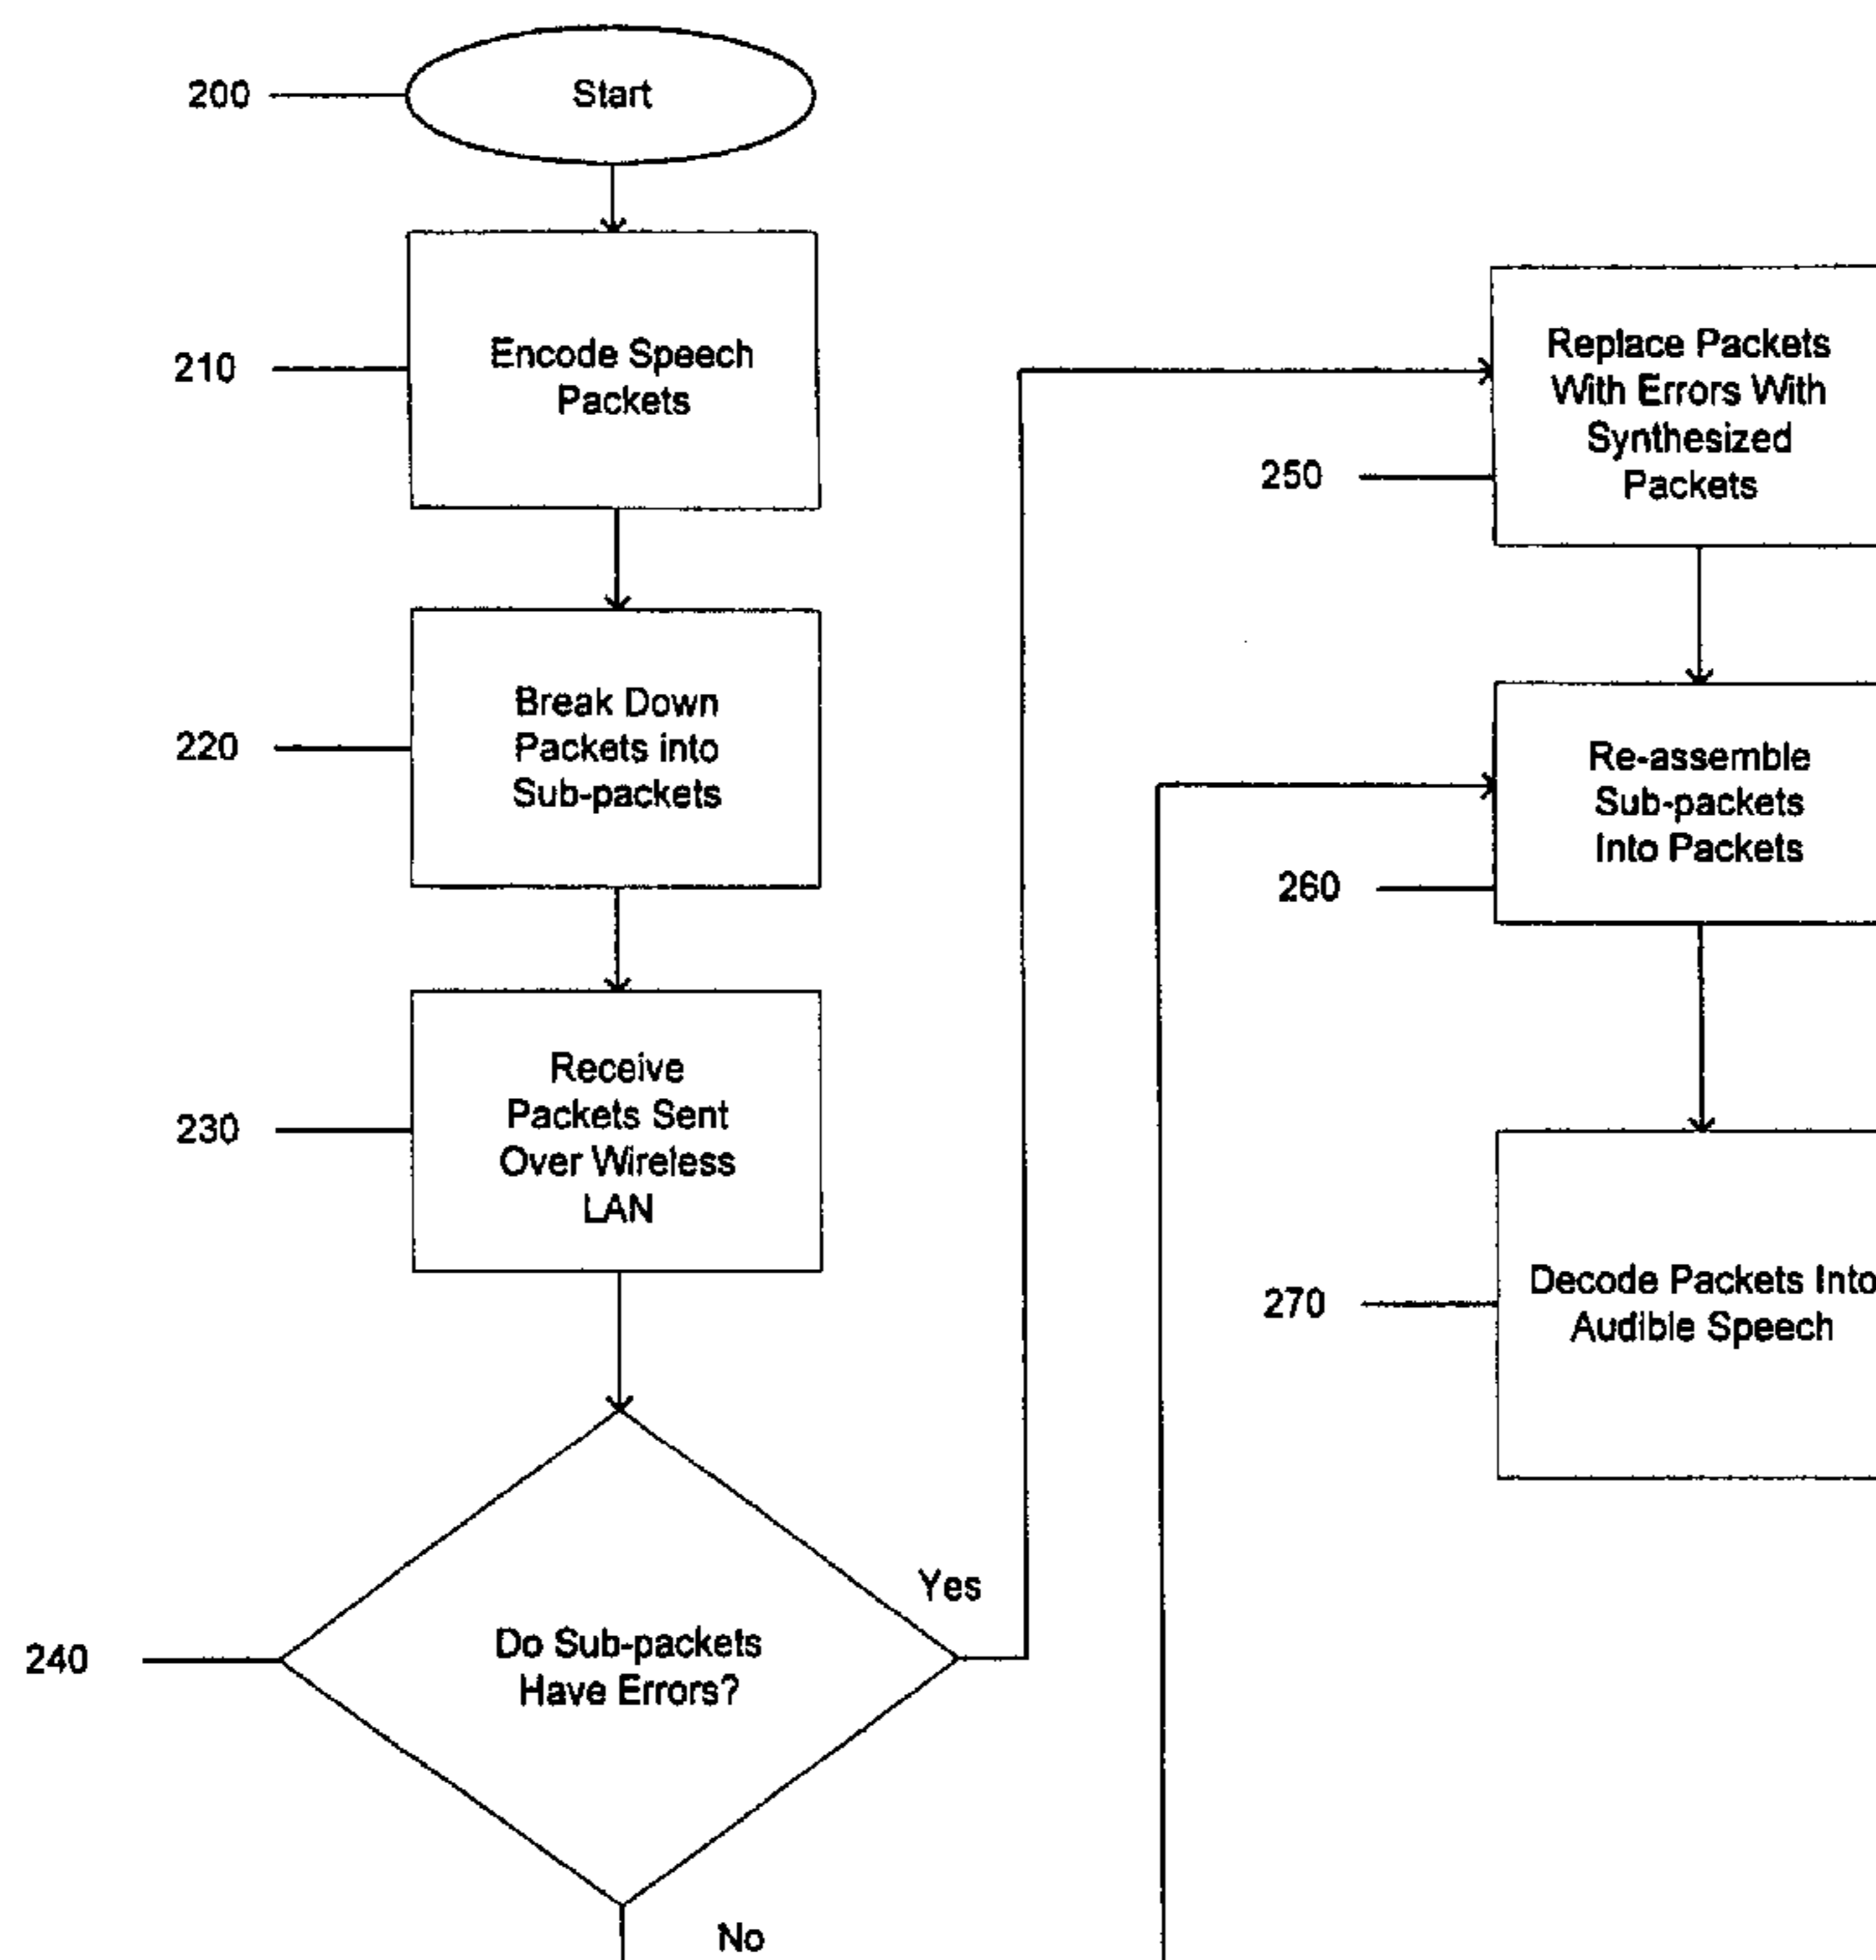 200
Start
210
Encode Speech
Packets
220
Break Down
Packets into
Sub-packets
230
Receive
Packets Sent
Over Wireless
LAN
240
Do Sub-packets
Have Errors?
Yes
No
250
Replace Packets
With Errors With
Synthesized
Packets
260
Re-assemble
Sub-packets
Into Packets
270
Decode Packets Into
Audible Speech